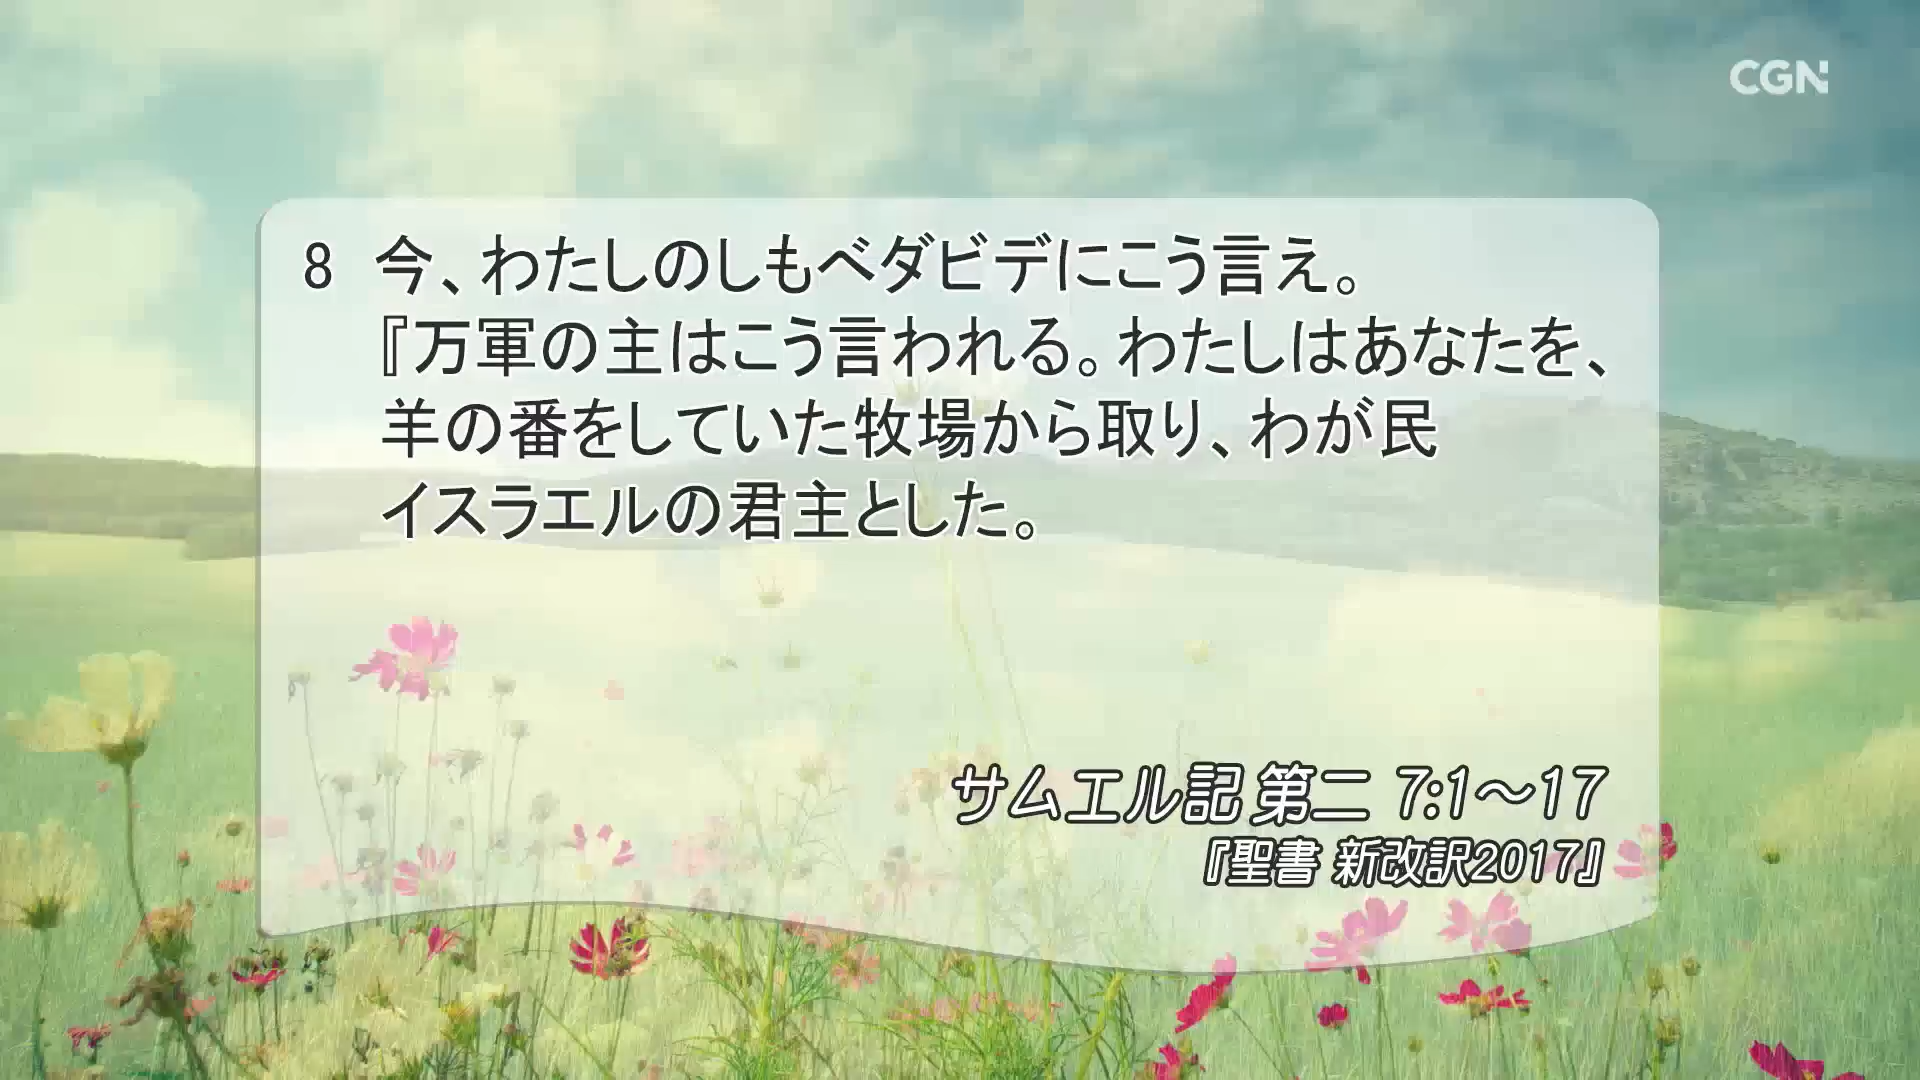 CGN
8 今、わたしのしもべダビデにこう言え。
『万軍の主はこう言われる。わたしはあなたを、
羊の番をしていた牧場から取り、わが民
イスラエルの君主とした。
サムエル記 第二 7:1～17
『聖書 新改訳2017』